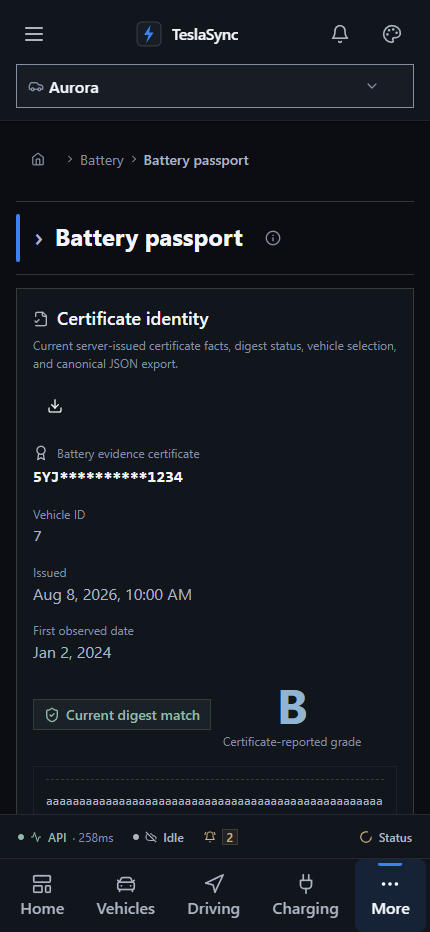 TeslaSync
Aurora
Battery
Battery passport
Battery passport
Certificate identity
Current server-issued certificate facts, digest status, vehicle selection,
and canonical JSON export.
Battery evidence certificate
5YJ**********1234
Vehicle ID
7
Issued
Aug 8, 2026, 10:00 AM
First observed date
Jan 2, 2024
Current digest match
B
Certificate-reported grade
aaaaaaaaaaaaaaaaaaaaaaaaaaaaaaaaaaaaaaaaaaaaaaaaaaa
API · 258ms
Idle
2
Status
Home
Vehicles
Driving
Charging
More